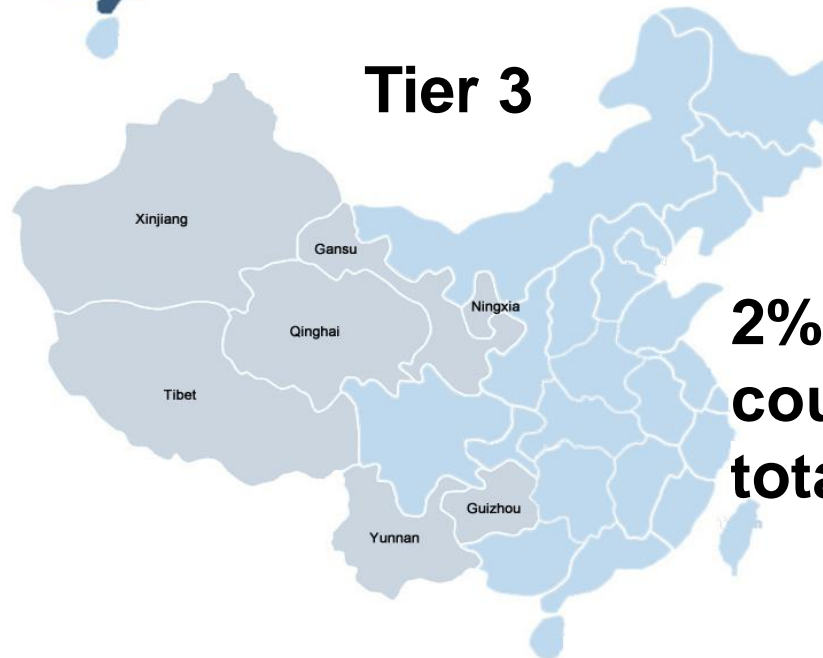 Tier 3
Xinjiang
Gansu
Ningxia
Qinghai
2%
cou
tota
Tibet
Guizhou
Yunnan